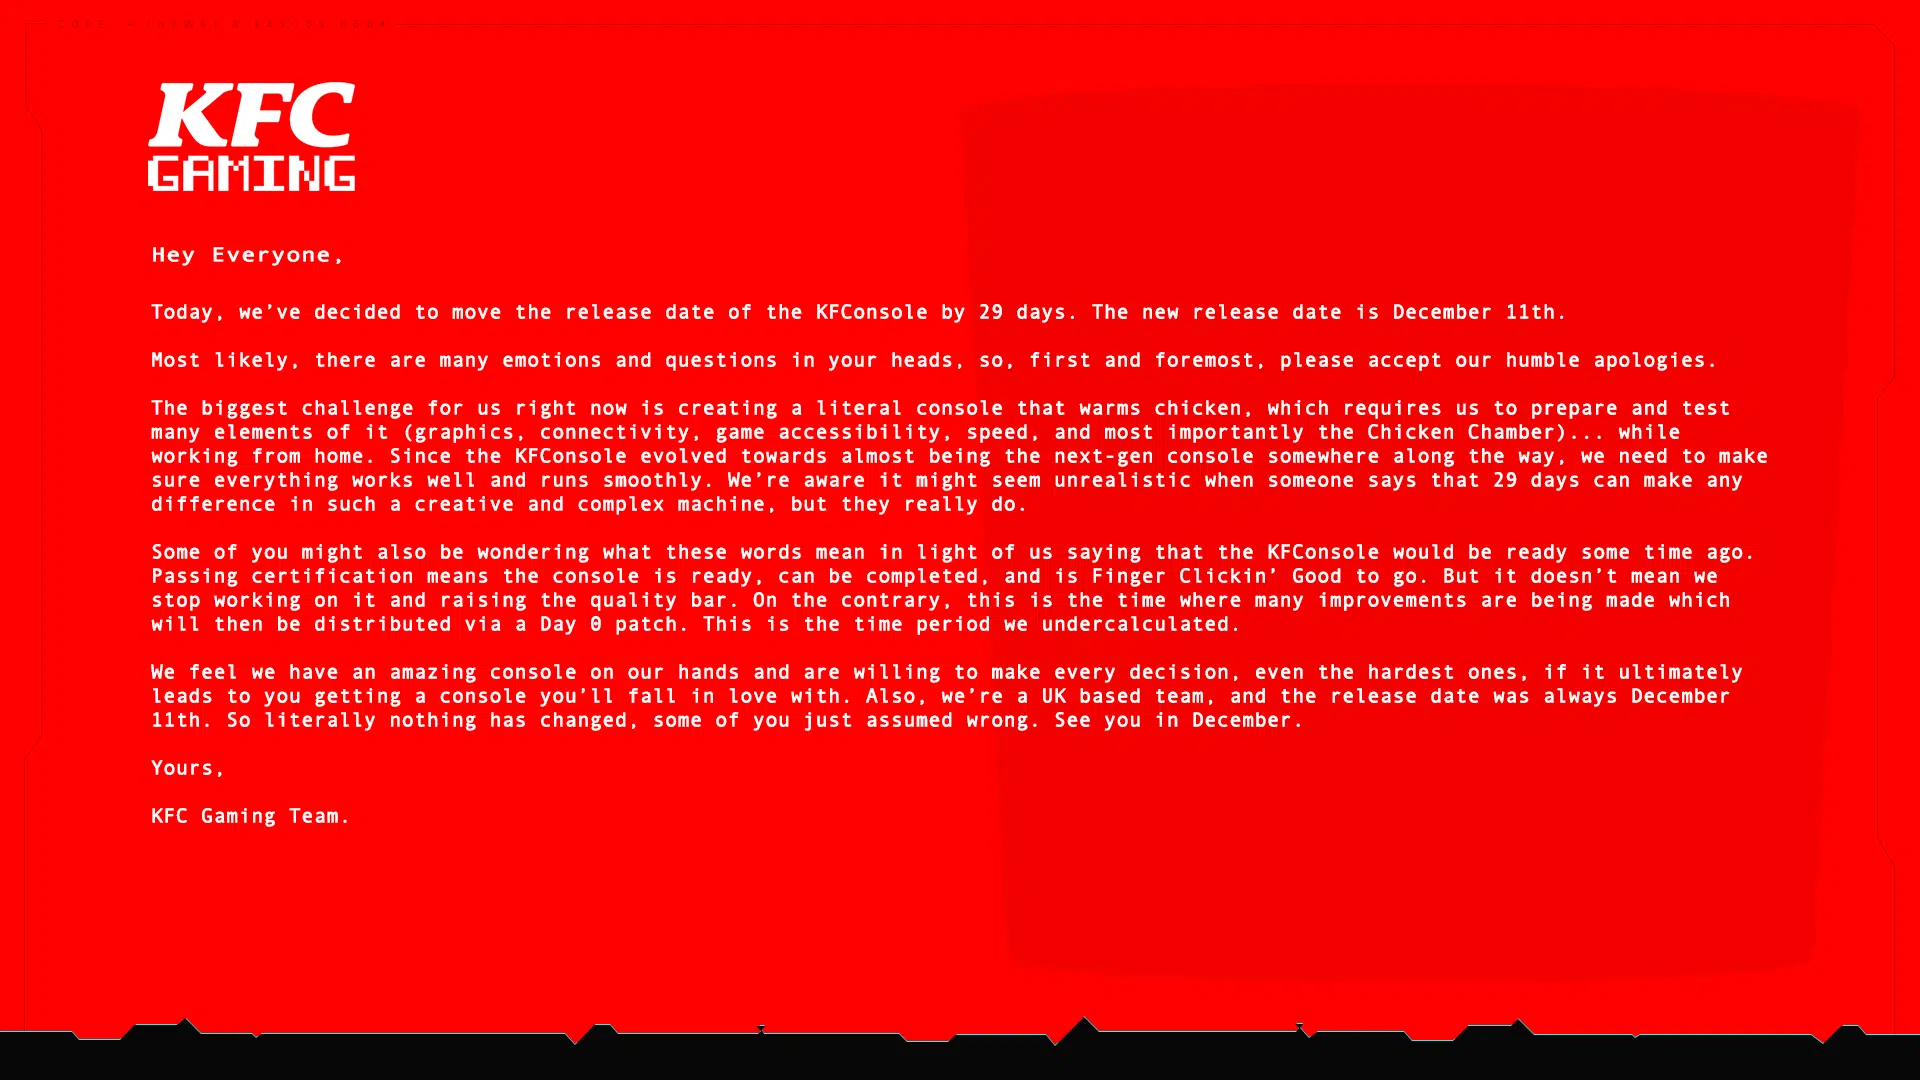 KFC
GAMING
Hey Everyone,
Today, we’ve decided to move the release date of the KFConsole by 29 days. The new release date is December 11th.
Most likely, there are many emotions and questions in your heads, so, first and foremost, please accept our humble apologies.
The biggest challenge for us right now is creating a literal console that warms chicken, which requires us to prepare and test
many elements of it (graphics, connectivity, game accessibility, speed, and most importantly the Chicken Chamber)... while
working from home. Since the KFConsole evolved towards almost being the next-gen console somewhere along the way, we need to make
sure everything works well and runs smoothly. We’re aware it might seem unrealistic when someone says that 29 days can make any
difference in such a creative and complex machine, but they really do.
Some of you might also be wondering what these words mean in light of us saying that the KFConsole would be ready some time ago.
Passing certification means the console is ready, can be completed, and is Finger Clickin’ Good to go. But it doesn’t mean we
stop working on it and raising the quality bar. On the contrary, this is the time where many improvements are being made which
will then be distributed via a Day 0 patch. This is the time period we undercalculated.
We feel we have an amazing console on our hands and are willing to make every decision, even the hardest ones, if it ultimately
leads to you getting a console you’ll fall in love with. Also, we’re a UK based team, and the release date was always December
11th. So literally nothing has changed, some of you just assumed wrong. See you in December.
Yours,
KFC Gaming Team.